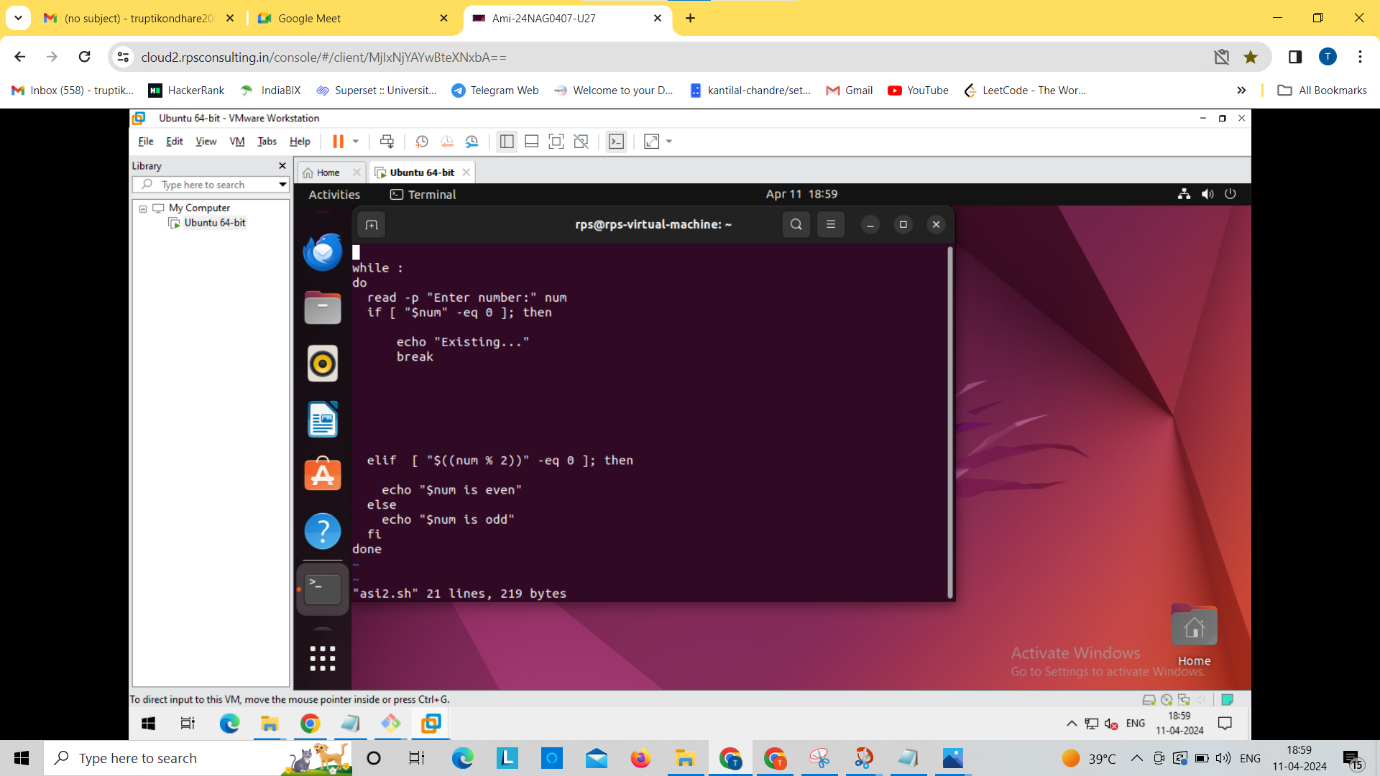 (no subject) - truptikondhare20
Google Meet
Ami-24NAG0407-U27
cloud2.rpsconsulting.in/console/#/client/MjIxNjYAYwBteXNxbA==
T
Inbox (558) - truptik...
HackerRank
IndiaBIX
Superset :: Universit...
Telegram Web
Welcome to your D...
kantilal-chandre/set...
Gmail
YouTube
LeetCode - The Wor...
»
All Bookmarks
Ubuntu 64-bit - VMware Workstation
File Edit View VM Tabs Help
Library
Type here to search
My Computer
Ubuntu 64-bit
Home
Ubuntu 64-bit
Activities
Terminal
Apr 11 18:59
rps@rps-virtual-machine: ~
while :
do
read -p "Enter number:" num
if [ "$num" -eq 0 ]; then
echo "Existing..."
break
elif [ "$((num % 2))" -eq 0 ]; then
echo "$num is even"
else
echo "$num is odd"
fi
done
~
~
"asi2.sh" 21 lines, 219 bytes
Home
Activate Windows
Go to Settings to activate Windows.
To direct input to this VM, move the mouse pointer inside or press Ctrl+G.
ENG
18:59
11-04-2024
Type here to search
39°C
ENG
18:59
11-04-2024
15